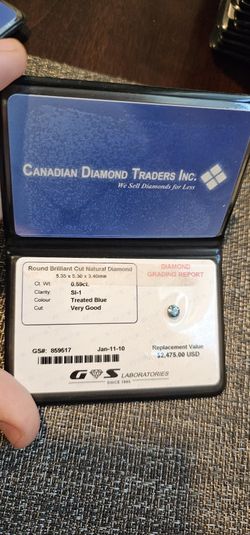 CANADIAN DIAMOND TRADERS INC.
We Sell Diamonds for Less
Round Brilliant Cut Natural Diamond
5.35 x 5.30 x 3.40mm
Ct. Wt. 0.59ct.
Clarity: SI-1
Colour Treated Blue
Cut: Very Good
DIAMOND
GRADING REPORT
GS#: 859617 Jan-11-10
Replacement Value
$2,475.00 USD
G S LABORATORIES